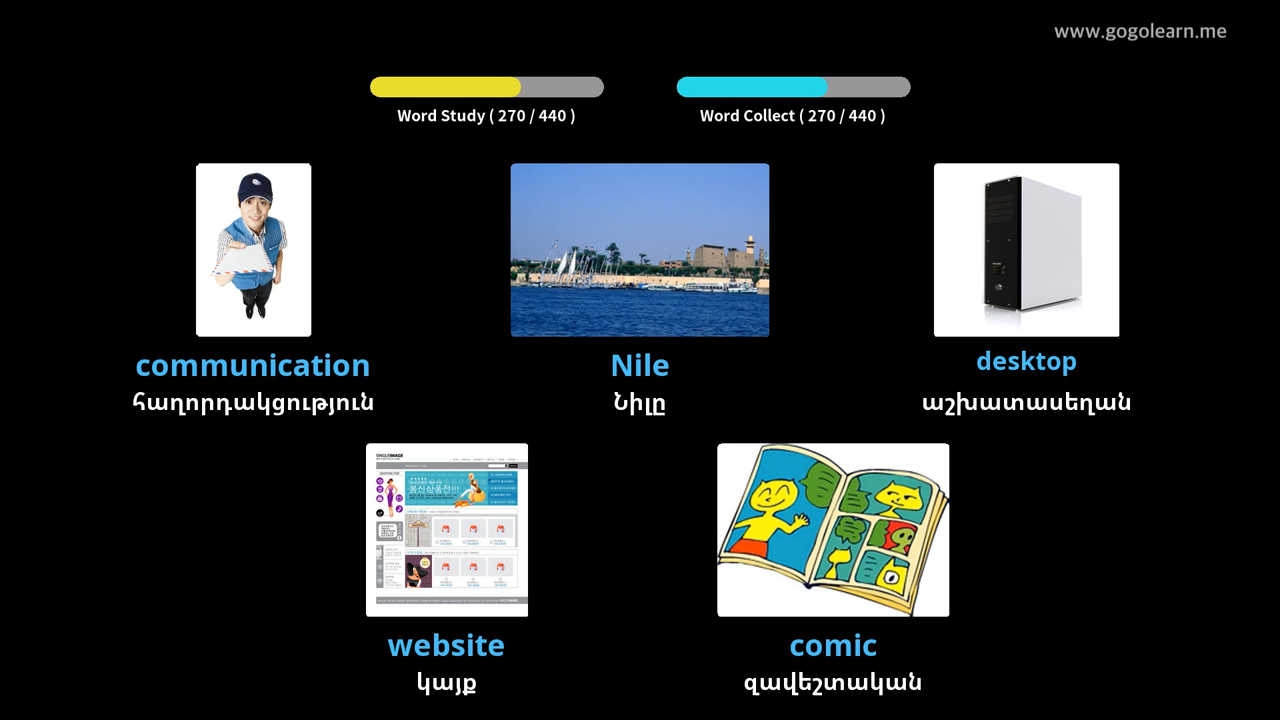 www.gogolearn.me
Word Study ( 270 / 440 )
Word Collect ( 270 / 440 )
communication
հաղորդակցություն
Nile
Նիլը
desktop
աշխատասեղան
SINGLEIMAGE
website
կայք
comic
զավեշտական